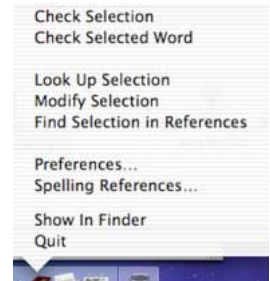 Check Selection
Check Selected Word
Look Up Selection
Modify Selection
Find Selection in References
Preferences...
Spelling References...
Show In Finder
Quit